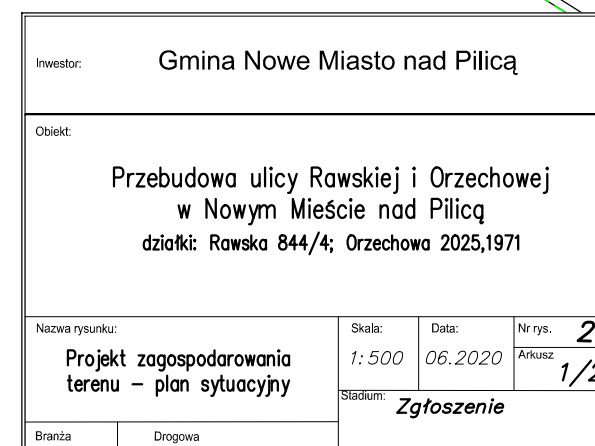 Inwestor: Gmina Nowe Miasto nad Pilicą
Obiekt:
Przebudowa ulicy Rawskiej i Orzechowej
w Nowym Mieście nad Pilicą
działki: Rawska 844/4; Orzechowa 2025,1971
Nazwa rysunku:
Projekt zagospodarowania
terenu – plan sytuacyjny
Skala:
1:500
Data:
06.2020
Nr rys. 2
Arkusz 1/2
Stadium: Zgłoszenie
Branża Drogowa